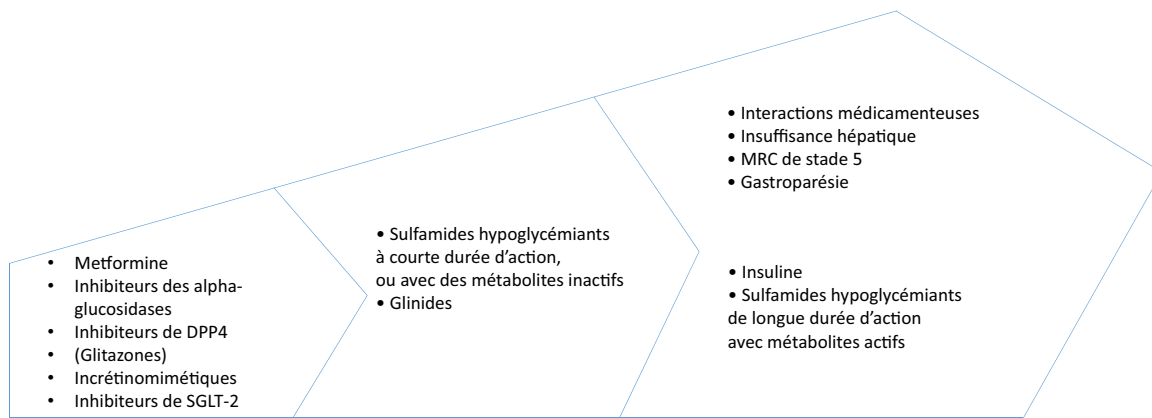 • Metformine
• Inhibiteurs des alpha-
glucosidases
• Inhibiteurs de DPP4
• (Glitazones)
• Incrétinomimétiques
• Inhibiteurs de SGLT-2
• Sulfamides hypoglycémiants
à courte durée d’action,
ou avec des métabolites inactifs
• Glinides
• Interactions médicamenteuses
• Insuffisance hépatique
• MRC de stade 5
• Gastroparésie
• Insuline
• Sulfamides hypoglycémiants
de longue durée d’action
avec métabolites actifs